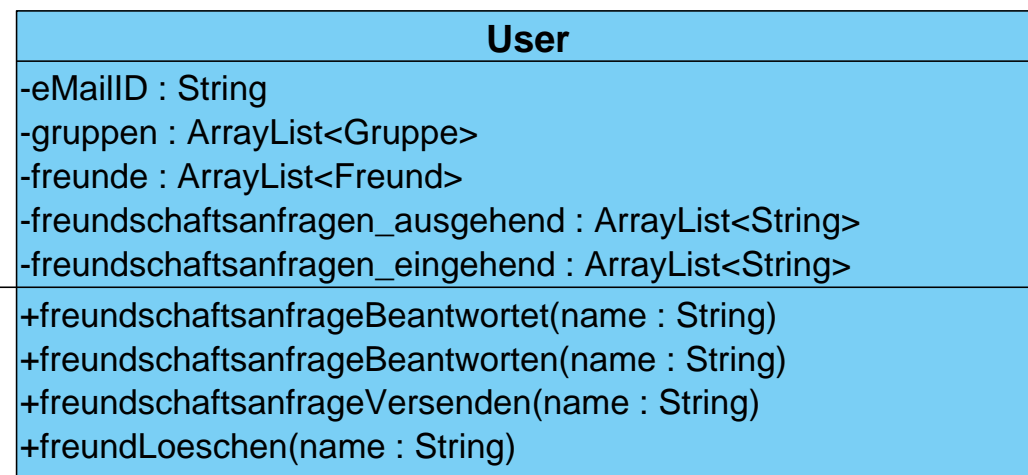 User
-eMailID : String
-gruppen : ArrayList<Gruppe>
-freunde : ArrayList<Freund>
-freundschaftsanfragen_ausgehend : ArrayList<String>
-freundschaftsanfragen_eingehend : ArrayList<String>
+freundschaftsanfrageBeantwortet(name : String)
+freundschaftsanfrageBeantworten(name : String)
+freundschaftsanfrageVersenden(name : String)
+freundLoeschen(name : String)